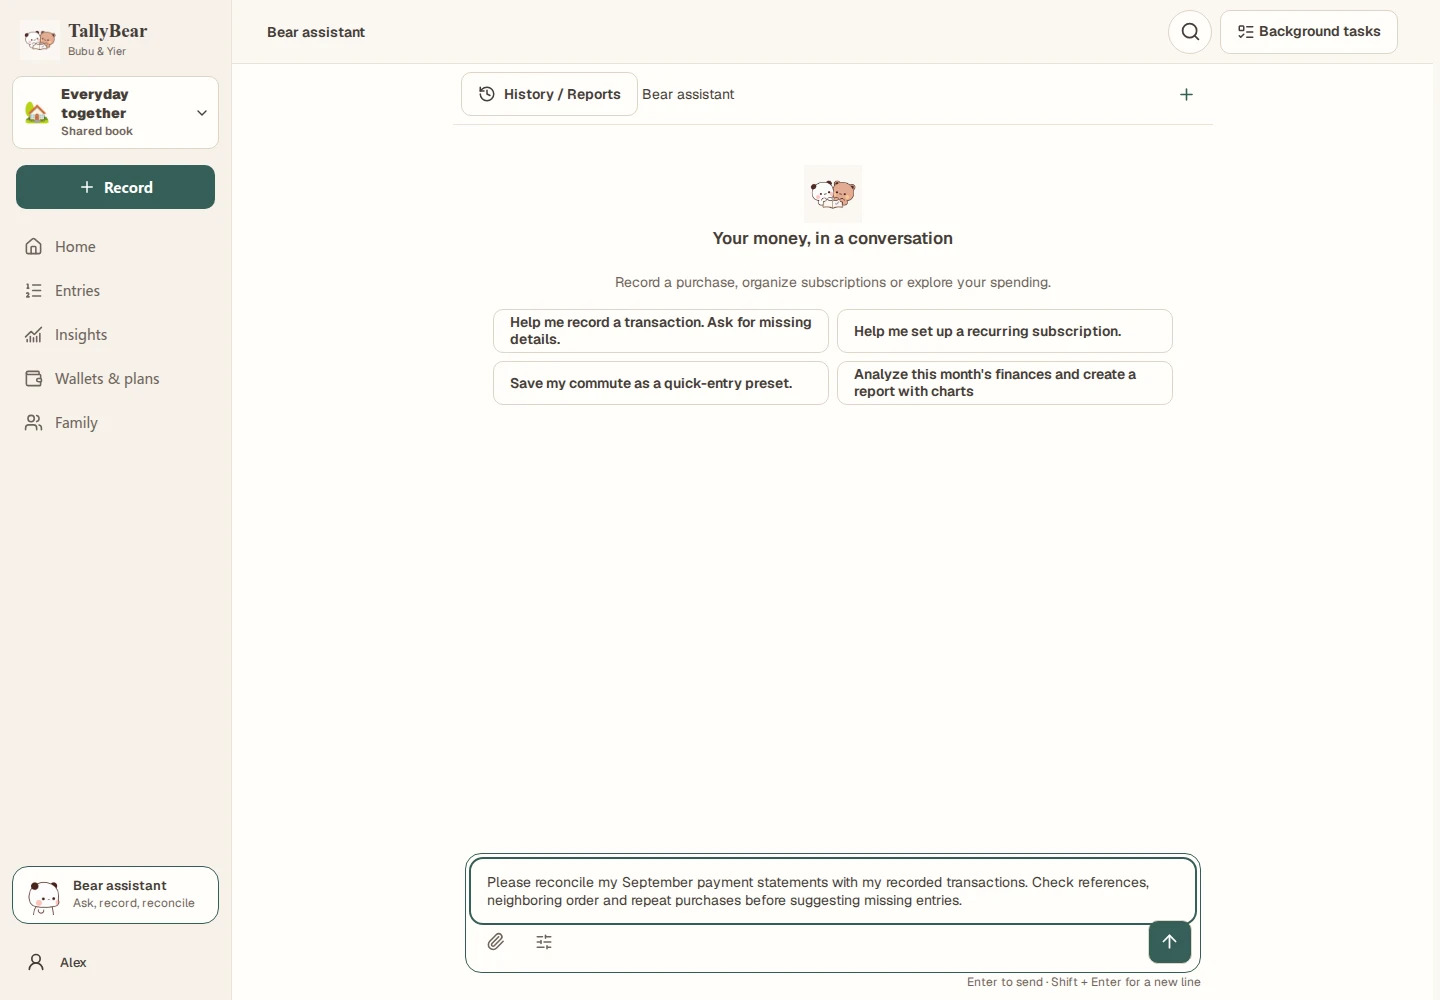 TallyBear
Bubu & Yier
Everyday
together
Shared book
Record
Home
Entries
Insights
Wallets & plans
Family
Bear assistant
Ask, record, reconcile
Alex
Bear assistant
Background tasks
History / Reports
Bear assistant
Your money, in a conversation
Record a purchase, organize subscriptions or explore your spending.
Help me record a transaction. Ask for missing
details.
Help me set up a recurring subscription.
Save my commute as a quick-entry preset.
Analyze this month's finances and create a
report with charts
Please reconcile my September payment statements with my recorded transactions. Check references,
neighboring order and repeat purchases before suggesting missing entries.
Enter to send · Shift + Enter for a new line